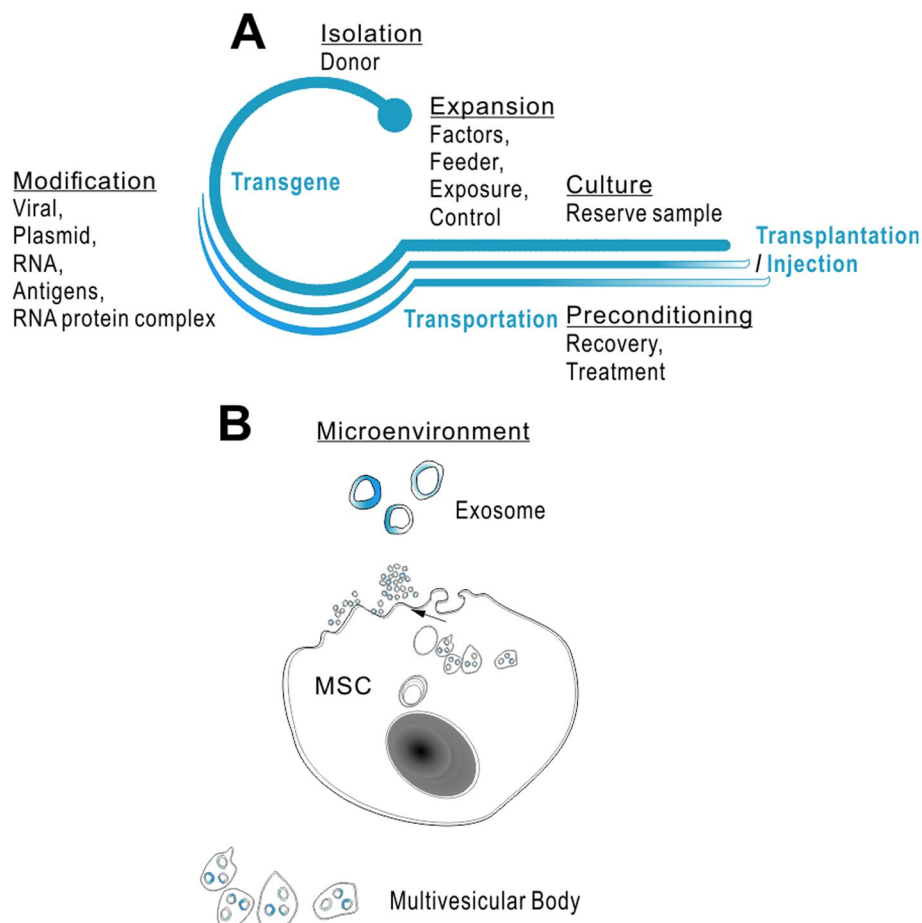 A
Isolation
Donor
Expansion
Factors,
Feeder,
Exposure,
Control
Modification
Viral,
Plasmid,
RNA,
Antigens,
RNA protein complex
Transgene
Culture
Reserve sample
Transplantation
/ Injection
Transportation
Preconditioning
Recovery,
Treatment
B
Microenvironment
Exosome
MSC
Multivesicular Body